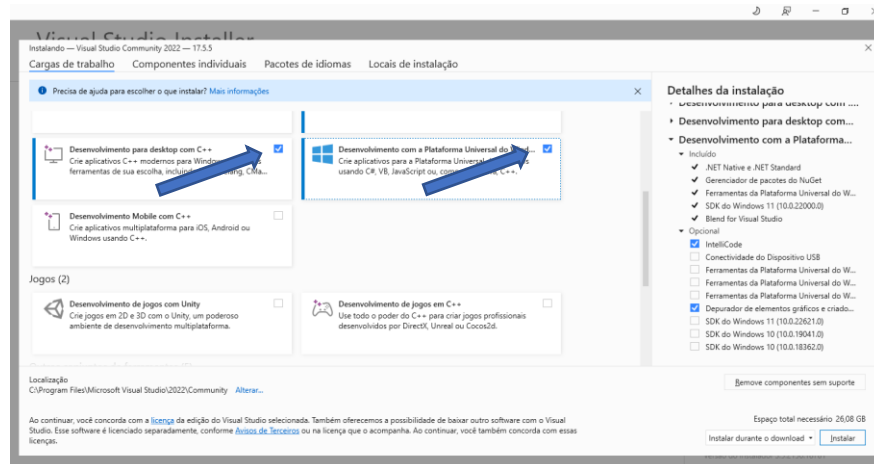 Visual Studio Installer
Instalando — Visual Studio Community 2022 — 17.5.5
Cargas de trabalho Componentes individuais Pacotes de idiomas Locais de instalação
Precisa de ajuda para escolher o que instalar? Mais informações
Desenvolvimento para desktop com C++
Crie aplicativos C++ modernos para Windows
ferramentas de sua escolha, incluindo CMa...
Desenvolvimento com a Plataforma Universal do Wind...
Crie aplicativos para a Plataforma Universal
usando C#, VB, JavaScript ou, C++.
Desenvolvimento Mobile com C++
Crie aplicativos multiplataforma para iOS, Android ou
Windows usando C++.
Jogos (2)
Desenvolvimento de jogos com Unity
Crie jogos em 2D e 3D com o Unity, um poderoso
ambiente de desenvolvimento multiplataforma.
Desenvolvimento de jogos em C++
Use todo o poder do C++ para criar jogos profissionais
desenvolvidos por DirectX, Unreal ou Cocos2d.
Detalhes da instalação
Desenvolvimento para desktop com ....
Desenvolvimento para desktop com...
Desenvolvimento com a Plataforma...
Incluído
.NET Native e .NET Standard
Gerenciador de pacotes do NuGet
Ferramentas da Plataforma Universal do W...
SDK do Windows 11 (10.0.22000.0)
Blend for Visual Studio
Opcional
IntelliCode
Conectividade do Dispositivo USB
Ferramentas da Plataforma Universal do W...
Ferramentas da Plataforma Universal do W...
Ferramentas da Plataforma Universal do W...
Depurador de elementos gráficos e criado...
SDK do Windows 11 (10.0.22621.0)
SDK do Windows 10 (10.0.19041.0)
SDK do Windows 10 (10.0.18362.0)
Localização
C:\Program Files\Microsoft Visual Studio\2022\Community Alterar...
Remove componentes sem suporte
Ao continuar, você concorda com a licença da edição do Visual Studio selecionada. Também oferecemos a possibilidade de baixar outro software com o Visual
Studio. Esse software é licenciado separadamente, conforme Avisos de Terceiros ou na licença que o acompanha. Ao continuar, você também concorda com essas
licenças.
Espaço total necessário 26,08 GB
Instalar durante o download Instalar